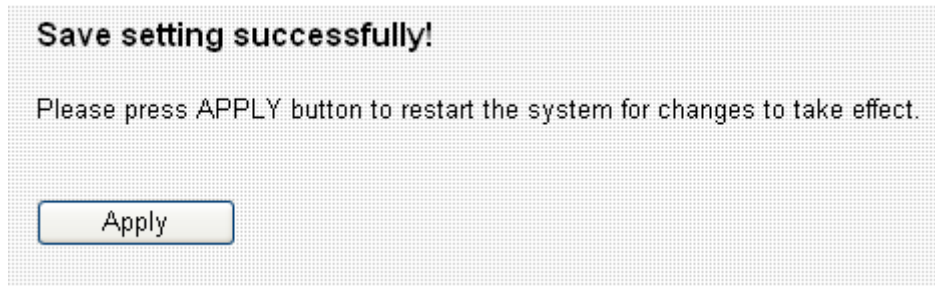 Save setting successfully!
Please press APPLY button to restart the system for changes to take effect.
Apply